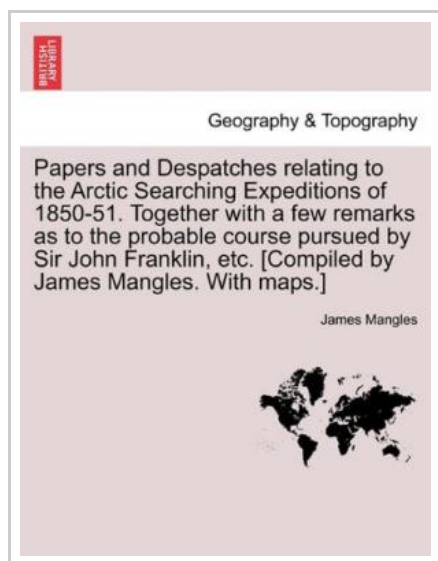 BRITISH
LIBRARY
Geography & Topography
Papers and Despatches relating to
the Arctic Searching Expeditions of
1850-51. Together with a few remarks
as to the probable course pursued by
Sir John Franklin, etc. [Compiled by
James Mangles. With maps.]
James Mangles